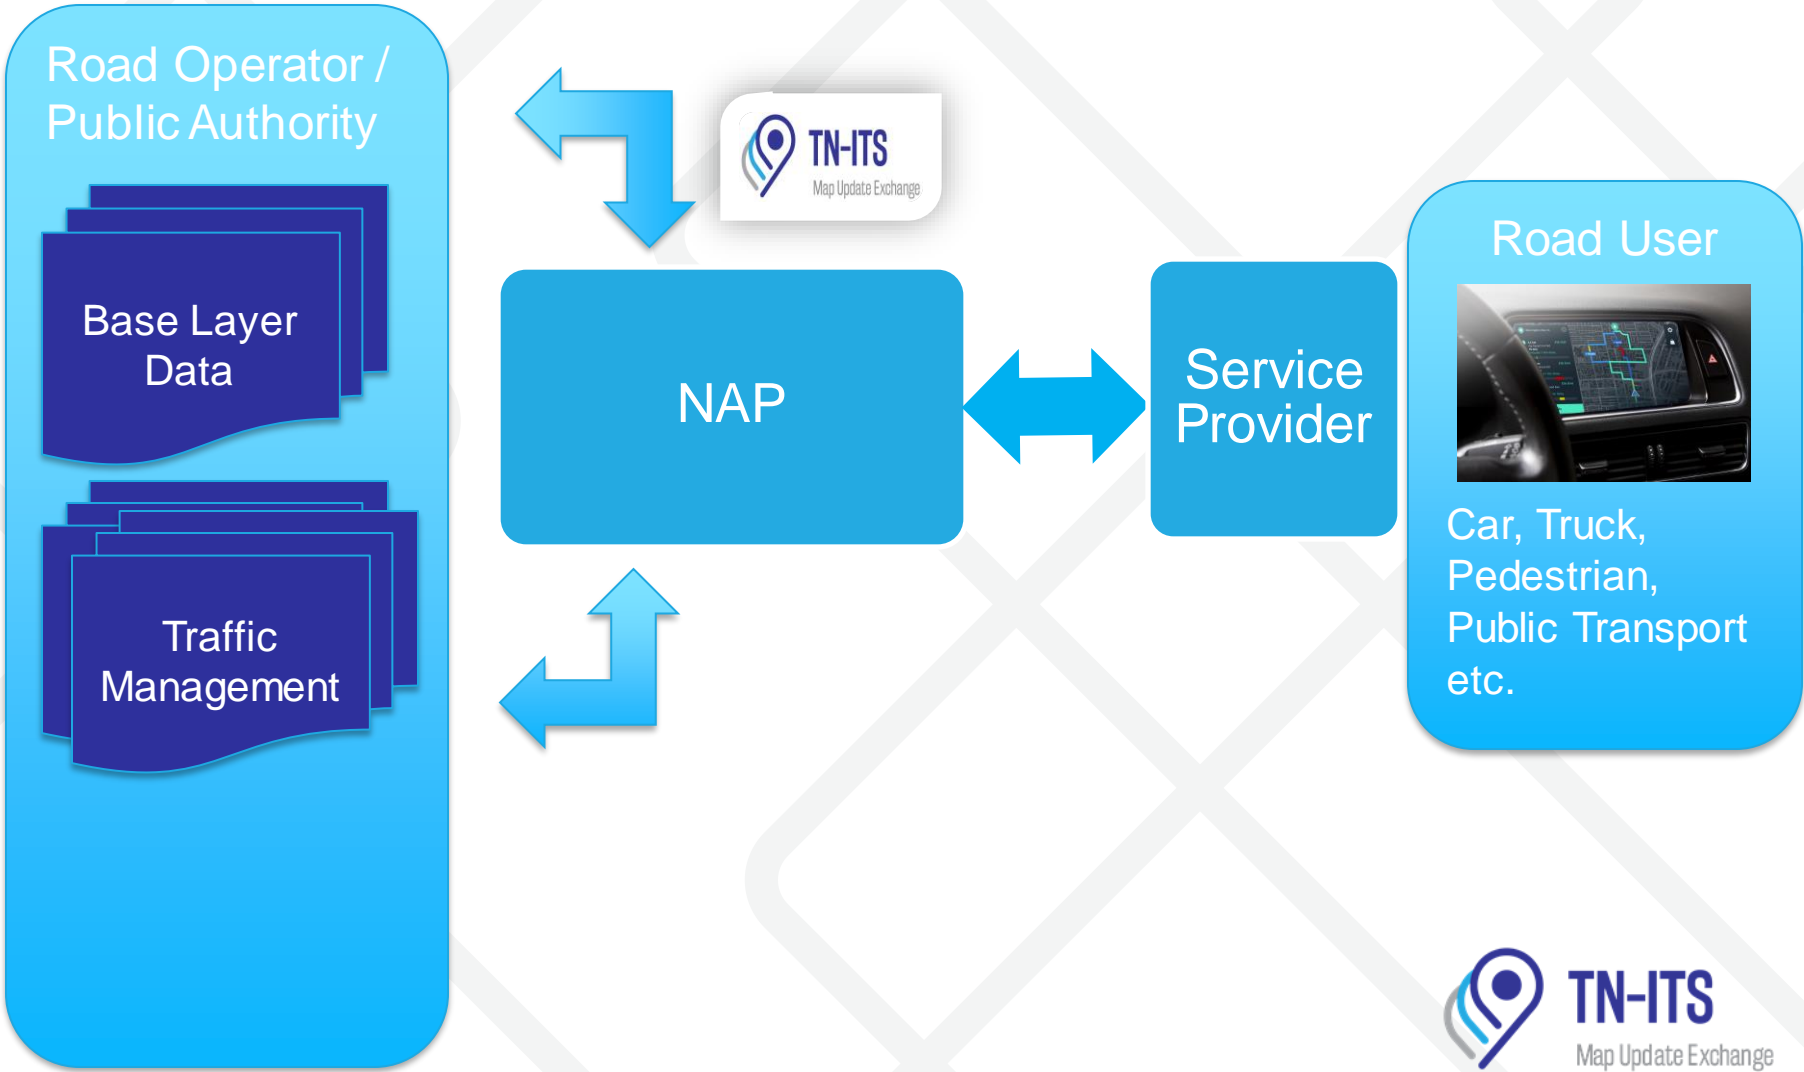 Road Operator /
Public Authority
Base Layer
Data
Traffic
Management
TN-ITS
Map Update Exchange
NAP
Service
Provider
Road User
Car, Truck,
Pedestrian,
Public Transport
etc.
TN-ITS
Map Update Exchange